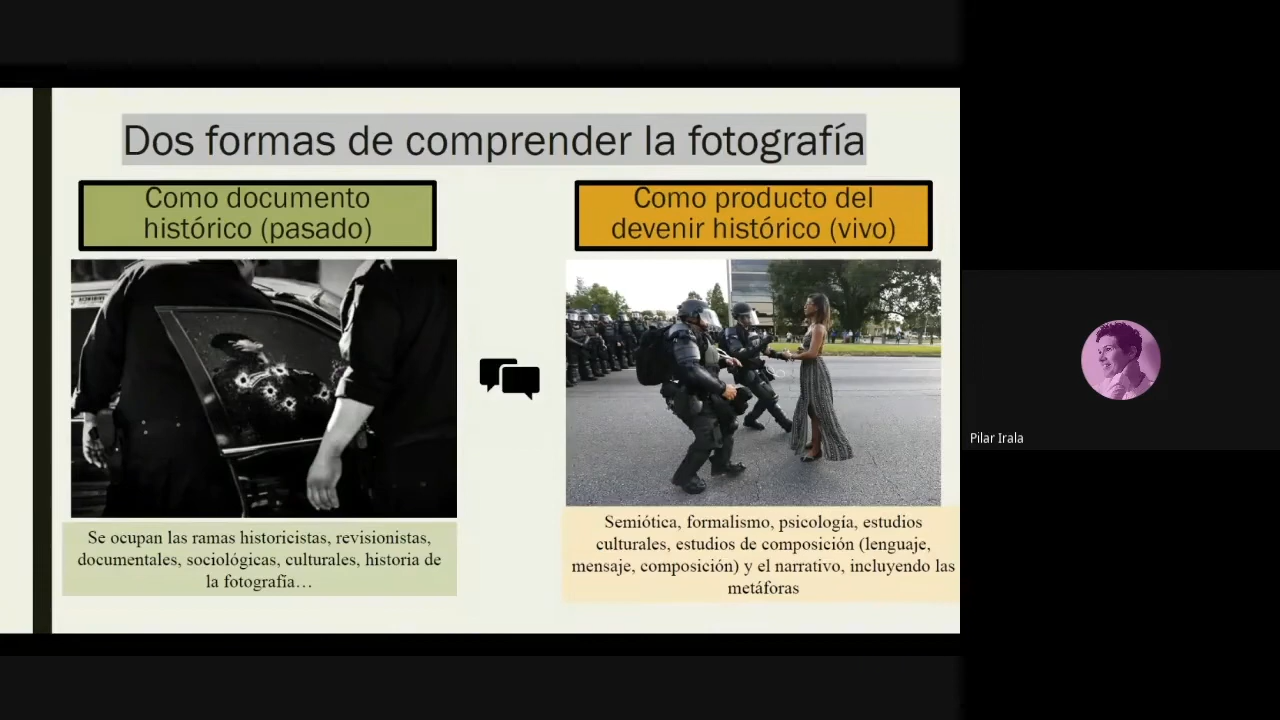 Dos formas de comprender la fotografía
Como documento
histórico (pasado)
Como producto del
devenir histórico (vivo)
Se ocupan las ramas historicistas, revisionistas,
documentales, sociológicas, culturales, historia de
la fotografía…
Semiótica, formalismo, psicología, estudios
culturales, estudios de composición (lenguaje,
mensaje, composición) y el narrativo, incluyendo las
metáforas
Pilar Irala